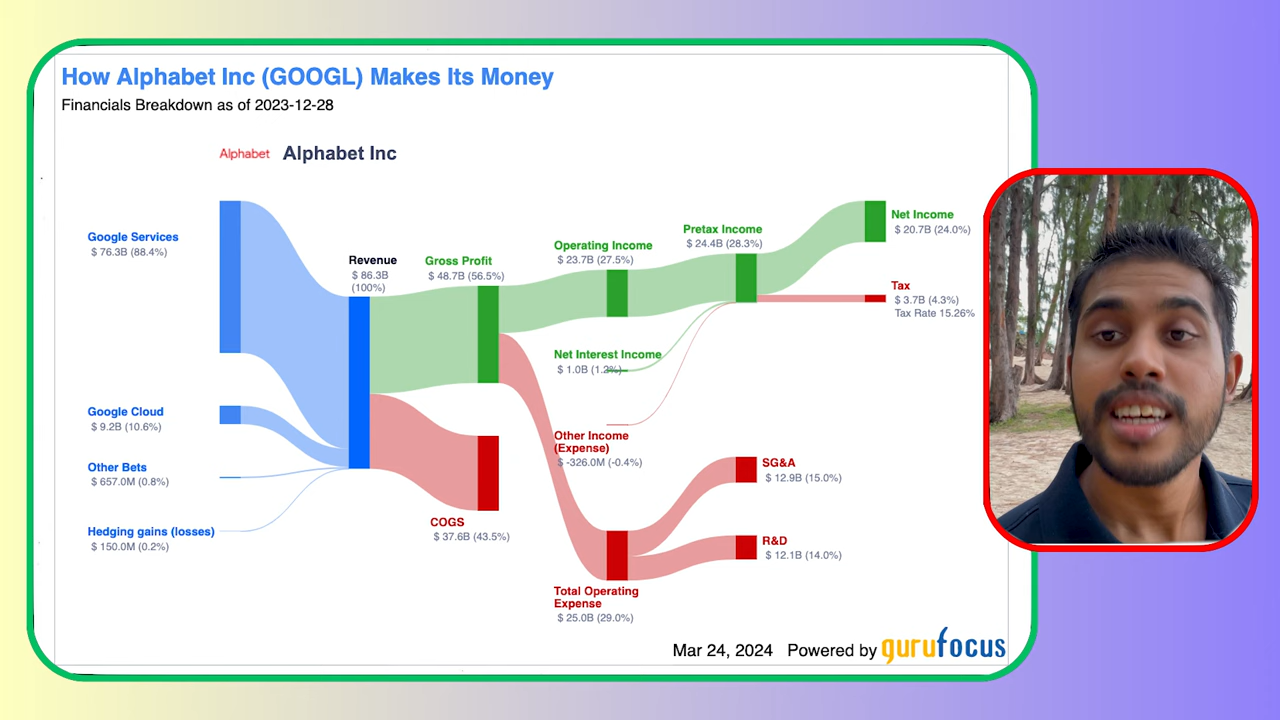 How Alphabet Inc (GOOGL) Makes Its Money
Financials Breakdown as of 2023-12-28
Alphabet Alphabet Inc
Google Services
$ 76.3B (88.4%)
Google Cloud
$ 9.2B (10.6%)
Other Bets
$ 657.0M (0.8%)
Hedging gains (losses)
$ 150.0M (0.2%)
Revenue
$ 86.3B
(100%)
Gross Profit
$ 48.7B (56.5%)
COGS
$ 37.6B (43.5%)
Operating Income
$ 23.7B (27.5%)
Net Interest Income
$ 1.0B (1.2%)
Other Income
(Expense)
$ -326.0M (-0.4%)
Total Operating
Expense
$ 25.0B (29.0%)
Pretax Income
$ 24.4B (28.3%)
SG&A
$ 12.9B (15.0%)
R&D
$ 12.1B (14.0%)
Net Income
$ 20.7B (24.0%)
Tax
$ 3.7B (4.3%)
Tax Rate 15.26%
Mar 24, 2024 Powered by gurufocus